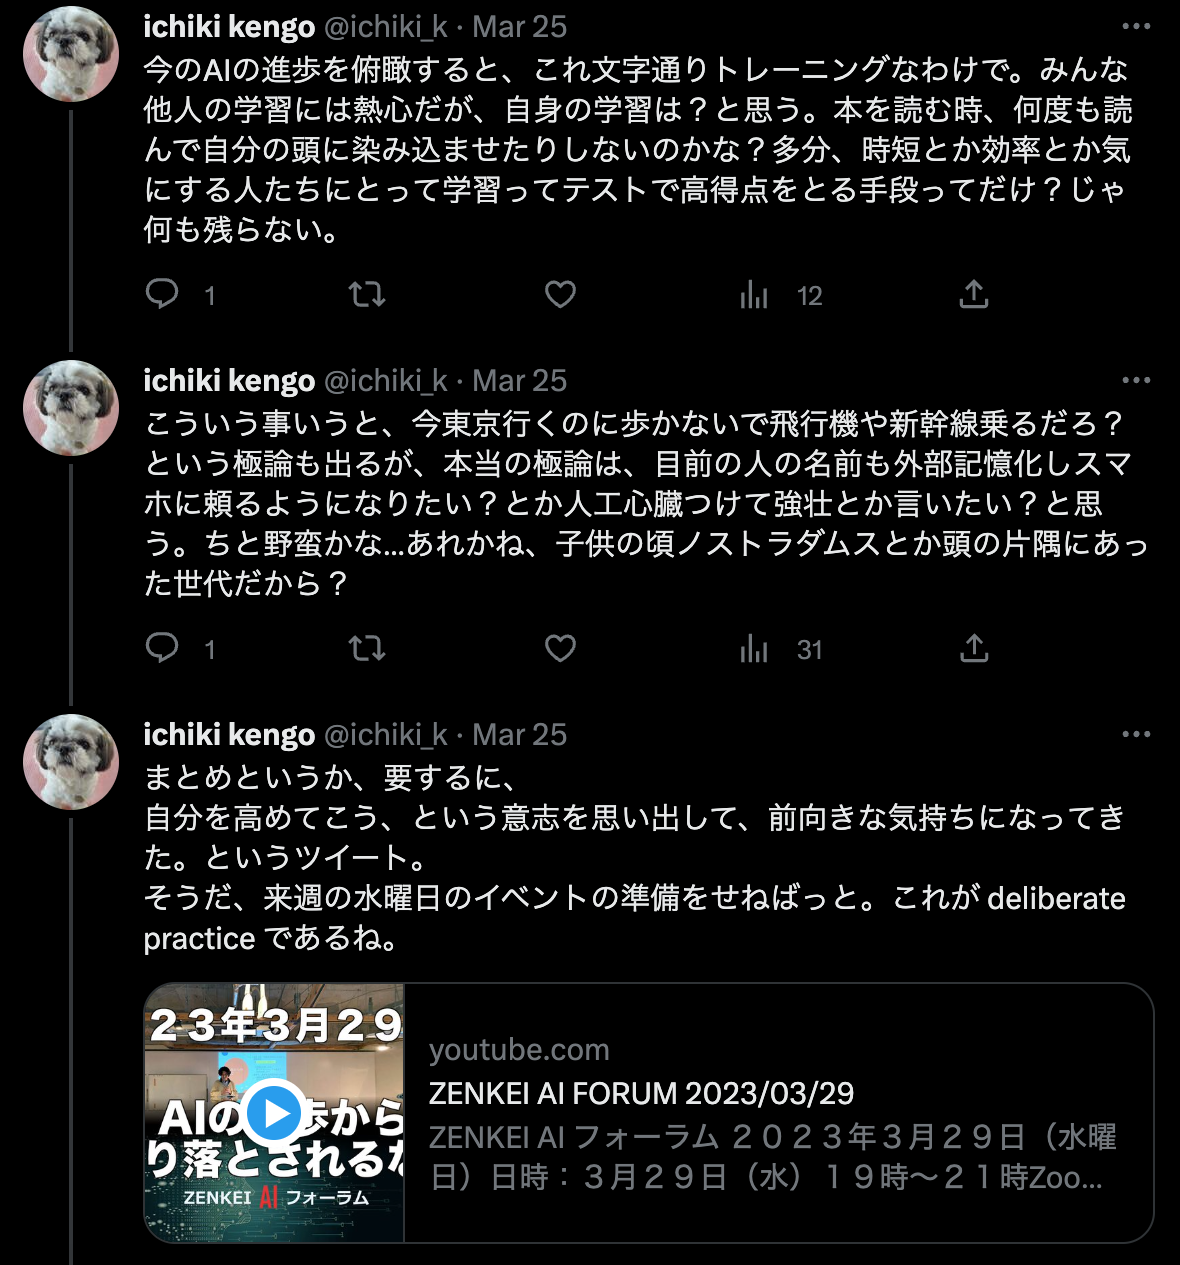 ichiki kengo @ichiki_k · Mar 25
今のAIの進歩を俯瞰すると、これ文字通りトレーニングなわけで。みんな
他人の学習には熱心だが、自身の学習は？と思う。本を読む時、何度も読
んで自分の頭に染み込ませたりしないのかな？多分、時短とか効率とか気
にする人たちにとって学習ってテストで高得点をとる手段ってだけ？じゃ
何も残らない。
1 12
ichiki kengo @ichiki_k · Mar 25
こういう事いうと、今東京行くのに歩かないで飛行機や新幹線乗るだろ？
という極論も出るが、本当の極論は、目前の人の名前も外部記憶化しスマ
ホに頼るようになりたい？とか人工心臓つけて強壮とか言いたい？と思
う。ちと野蛮かな...あれかね、子供の頃ノストラダムスとか頭の片隅にあっ
た世代だから？
1 31
ichiki kengo @ichiki_k · Mar 25
まとめというか、要するに、
自分を高めてこう、という意志を思い出して、前向きな気持ちになってき
た。というツイート。
そうだ、来週の水曜日のイベントの準備をせねばっと。これが deliberate
practice であるね。
２３年３月２９
AIの 歩から
り落とされるな
ZENKEI AI フォーラム
youtube.com
ZENKEI AI FORUM 2023/03/29
ZENKEI AI フォーラム ２０２３年３月２９日（水曜
日）日時：３月２９日（水）１９時〜２１時Zoo...